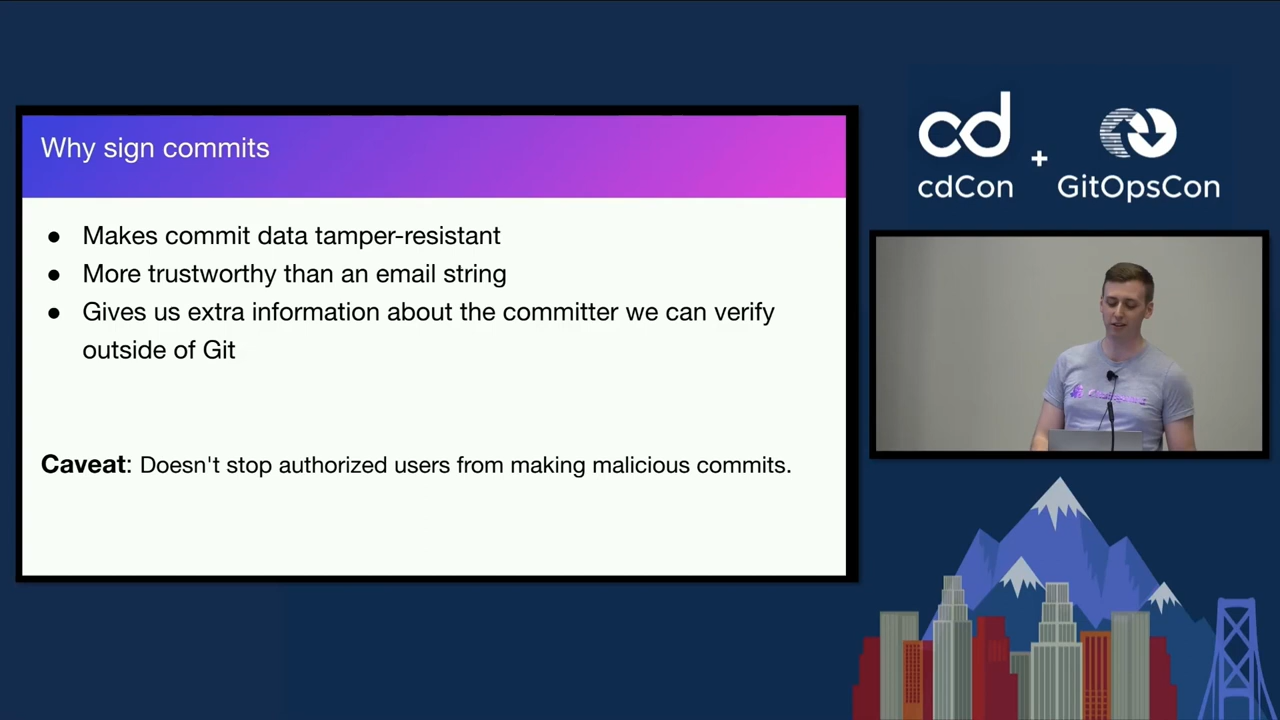 Why sign commits
● Makes commit data tamper-resistant
● More trustworthy than an email string
● Gives us extra information about the committer we can verify
outside of Git
Caveat: Doesn't stop authorized users from making malicious commits.
cd
cdCon
+
GitOpsCon